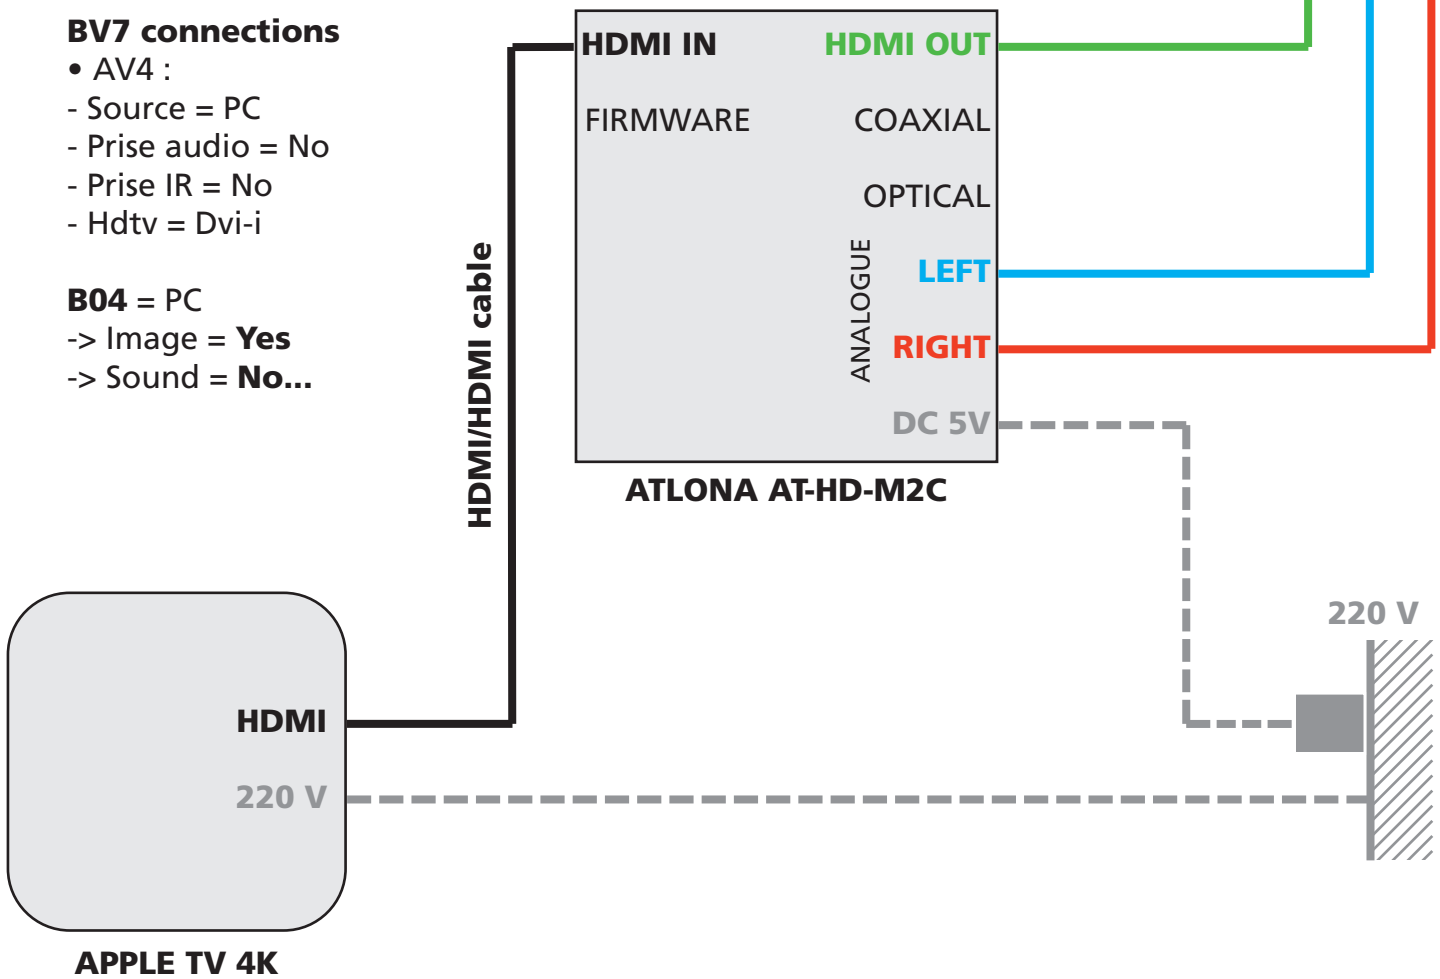 BV7 connections
• AV4 :
- Source = PC
- Prise audio = No
- Prise IR = No
- Hdtv = Dvi-i
B04 = PC
-> Image = Yes
-> Sound = No...
HDMI/HDMI cable
HDMI IN
HDMI OUT
FIRMWARE
COAXIAL
OPTICAL
ANALOGUE
LEFT
RIGHT
DC 5V
ATLONA AT-HD-M2C
220 V
HDMI
220 V
APPLE TV 4K